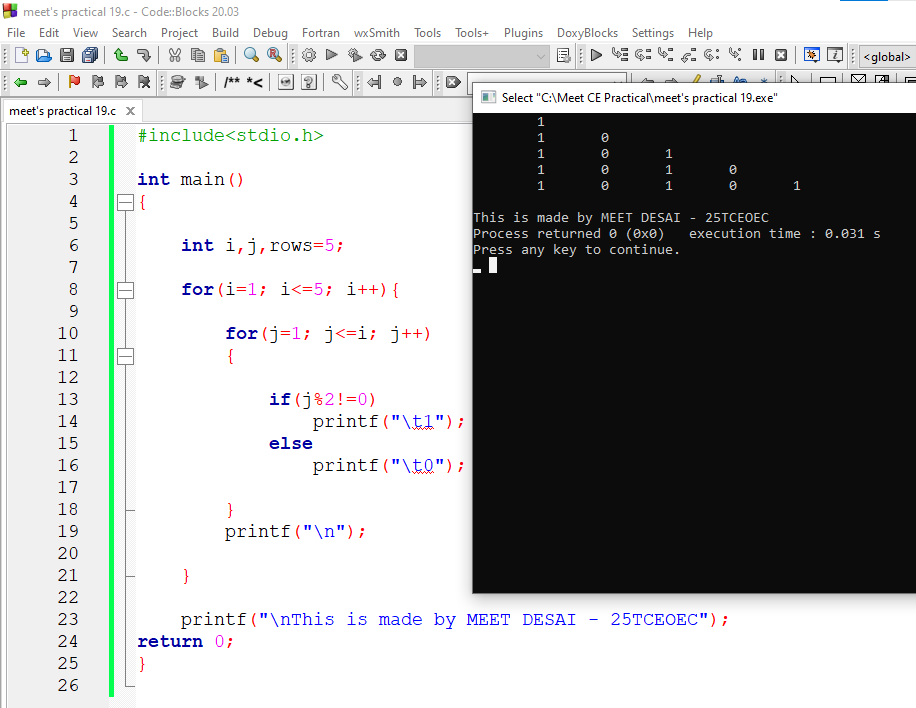 meet's practical 19.c - Code::Blocks 20.03
File Edit View Search Project Build Debug Fortran wxSmith Tools Tools+ Plugins DoxyBlocks Settings Help
<global>
/** *<
meet's practical 19.c
Select "C:\Meet CE Practical\meet's practical 19.exe"
1 #include<stdio.h>
2
3 int main()
4 {
5
6 int i,j,rows=5;
7
8 for(i=1; i<=5; i++){
9
10 for(j=1; j<=i; j++)
11 {
12
13 if(j%2!=0)
14 printf("\t1");
15 else
16 printf("\t0");
17
18 }
19 printf("\n");
20
21 }
22
23 printf("\nThis is made by MEET DESAI - 25TCEOEC");
24 return 0;
25 }
26
1
1 0
1 0 1
1 0 1 0
1 0 1 0 1
This is made by MEET DESAI - 25TCEOEC
Process returned 0 (0x0) execution time : 0.031 s
Press any key to continue.